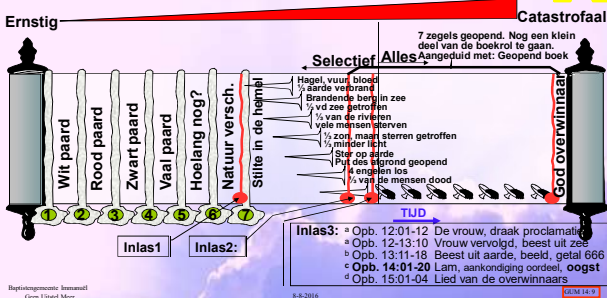 Ernstig
Catastrofaal
7 zegels geopend. Nog een klein
deel van de boekrol te gaan.
Aangeduid met: Geopend boek
Selectief
Alles
Wit paard
Rood paard
Zwart paard
Vaal paard
Hoelang nog?
Natuur versch.
Stilte in de hemel
Hagel, vuur, bloed
⅓ aarde verbrand
Brandende berg in zee
⅓ vd zee getroffen
⅓ van de rivieren
vele mensen sterven
⅓ zon, maan sterren getroffen
⅓ minder licht
Ster op aarde
Put des afgrond geopend
4 engelen los
⅓ van de mensen dood
God overwinnaar
1 2 3 4 5 6 7
TIJD
Inlas1
Inlas2:
Inlas3:
a Opb. 12:01-12 De vrouw, draak proclamatie
a Opb. 12-13:10 Vrouw vervolgd, beest uit zee
b Opb. 13:11-18 Beest uit aarde, beeld, getal 666
c Opb. 14:01-20 Lam, aankondiging oordeel, oogst
d Opb. 15:01-04 Lied van de overwinnaars
Baptistengemeente Immanuël
8-8-2016
GUM 14: 9